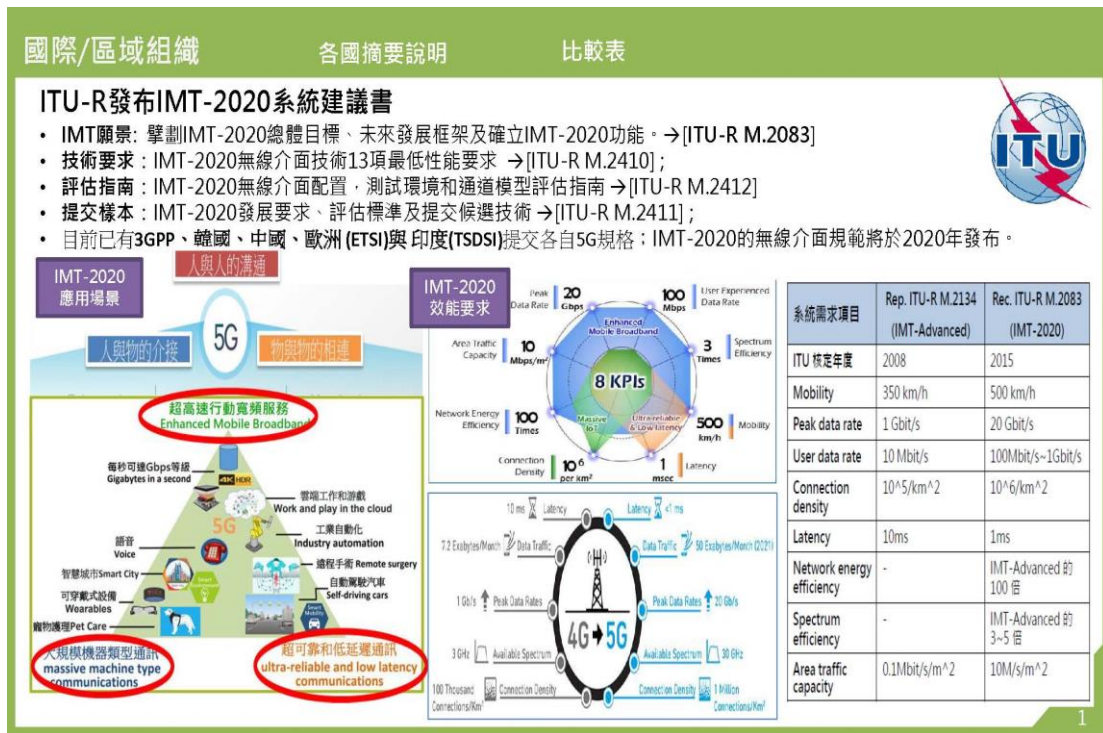 國際/區域組織
各國摘要說明
比較表
ITU-R發布IMT-2020系統建議書
• IMT願景: 擘劃IMT-2020總體目標、未來發展框架及確立IMT-2020功能。→[ITU-R M.2083]
• 技術要求：IMT-2020無線介面技術13項最低性能要求 →[ITU-R M.2410]；
• 評估指南：IMT-2020無線介面配置，測試環境和通道模型評估指南→[ITU-R M.2412]
• 提交樣本：IMT-2020發展要求、評估標準及提交候選技術 →[ITU-R M.2411]；
• 目前已有3GPP、韓國、中國、歐洲 (ETSI)與 印度(TSDSI)提交各自5G規格；IMT-2020的無線介面規範將於2020年發布。
ITU
IMT-2020
應用場景
人與人的溝通
5G
人與物的介接
物與物的相連
超高速行動寬頻服務
Enhanced Mobile Broadband
每秒可達Gbps等級
Gigabytes in a second
4K HDR
雲端工作和游戲
Work and play in the cloud
5G
工業自動化
Industry automation
語音
Voice
遠程手術 Remote surgery
智慧城市Smart City
自動駕駛汽車
Self-driving cars
可穿戴式設備
Wearables
Smart Mobility
寵物護理Pet Care
大規模機器類型通訊
massive machine type
communications
超可靠和低延遲通訊
ultra-reliable and low latency
communications
IMT-2020
效能要求
Peak Data Rate 20 Gbps
100 Mbps User Experienced Data Rate
Enhanced
Mobile Broadband
Area Traffic Capacity 10 Mbps/m²
3 Times Spectrum Efficiency
8 KPIs
Network Energy Efficiency 100 Times
Massive IoT
Ultra-reliable & Low latency
500 km/h Mobility
Connection Density 10⁶ per km²
1 msec Latency
10 ms Latency
Latency <1 ms
7.2 Exabytes/Month Data Traffic
Data Traffic 50 Exabytes/Month (2021)
1 Gb/s Peak Data Rates
Peak Data Rates 20 Gb/s
4G→5G
3 GHz Available Spectrum
Available Spectrum 30 GHz
100 Thousand Connections/Km² Connection Density
Connection Density 1 Million Connections/Km²
系統需求項目 Rep. ITU-R M.2134 (IMT-Advanced) Rec. ITU-R M.2083 (IMT-2020)
ITU 核定年度 2008 2015
Mobility 350 km/h 500 km/h
Peak data rate 1 Gbit/s 20 Gbit/s
User data rate 10 Mbit/s 100Mbit/s~1Gbit/s
Connection density 10^5/km^2 10^6/km^2
Latency 10ms 1ms
Network energy efficiency - IMT-Advanced 的 100 倍
Spectrum efficiency - IMT-Advanced 的 3~5 倍
Area traffic capacity 0.1Mbit/s/m^2 10M/s/m^2
1